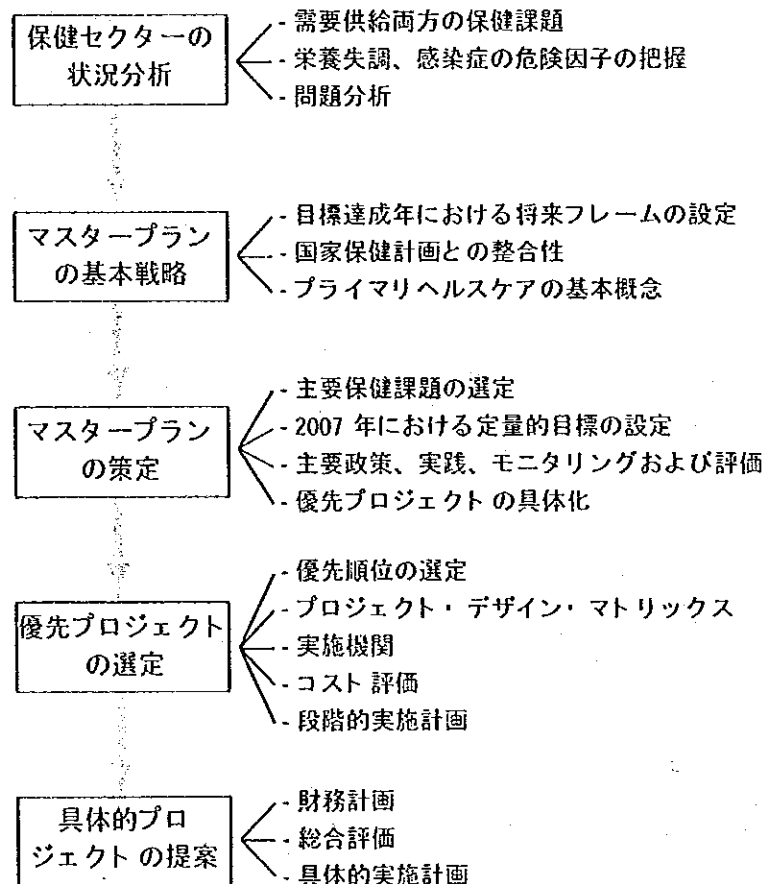 保健セクターの
状況分析
- 需要供給両方の保健課題
- 栄養失調、感染症の危険因子の把握
- 問題分析
マスタープラン
の基本戦略
- 目標達成年における将来フレームの設定
- 国家保健計画との整合性
- プライマリヘルスケアの基本概念
マスタープラン
の策定
- 主要保健課題の選定
- 2007 年における定量的目標の設定
- 主要政策、実践、モニタリングおよび評価
- 優先プロジェクトの具体化
優先プロジェクト
の選定
- 優先順位の選定
- プロジェクト・デザイン・マトリックス
- 実施機関
- コスト評価
- 段階的実施計画
具体的プロ
ジェクトの提案
- 財務計画
- 総合評価
- 具体的実施計画